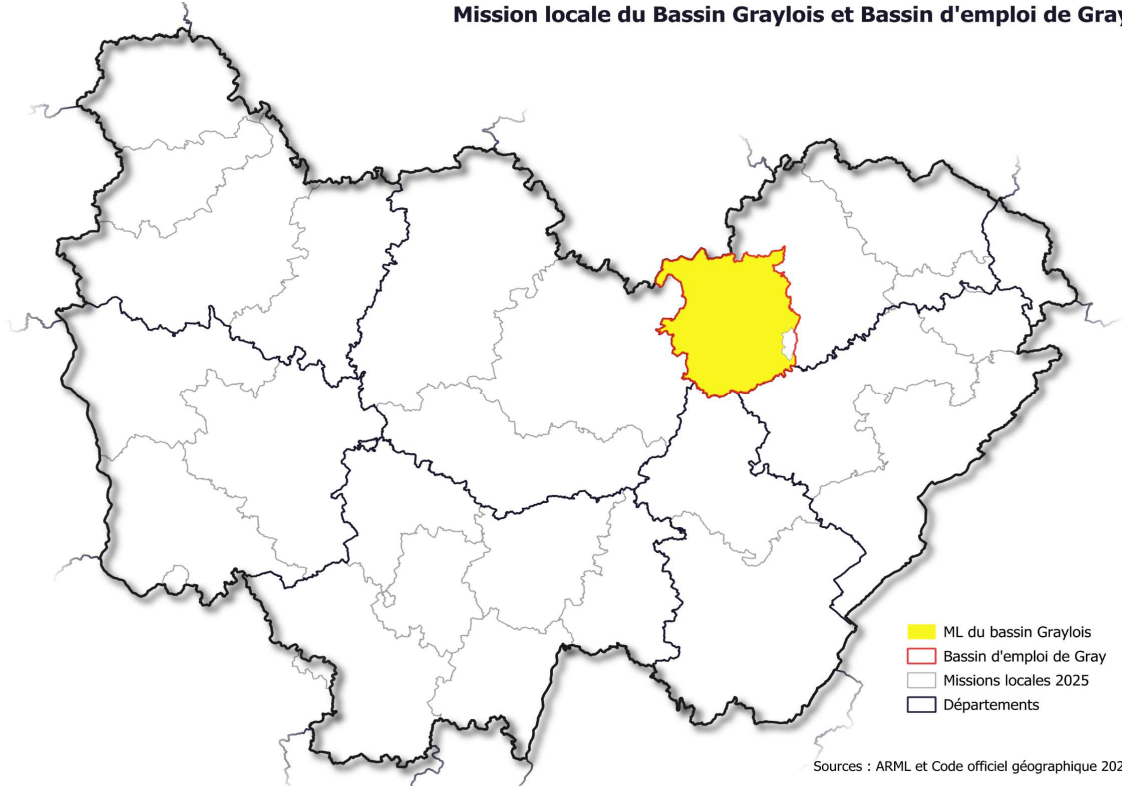 Mission locale du Bassin Graylois et Bassin d'emploi de Gray
ML du bassin Graylois
Bassin d'emploi de Gray
Missions locales 2025
Départements
Sources : ARML et Code officiel géographique 202